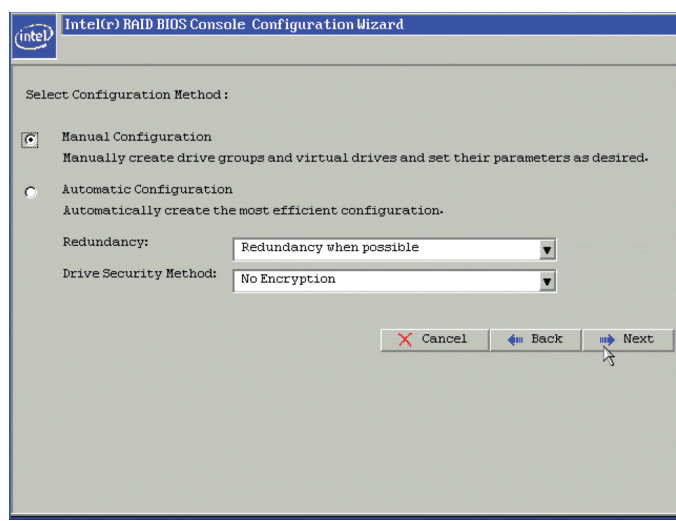 intel
Intel(r) RAID BIOS Console Configuration Wizard
Select Configuration Method:
Manual Configuration
Manually create drive groups and virtual drives and set their parameters as desired.
Automatic Configuration
Automatically create the most efficient configuration.
Redundancy: Redundancy when possible
Drive Security Method: No Encryption
Cancel Back Next